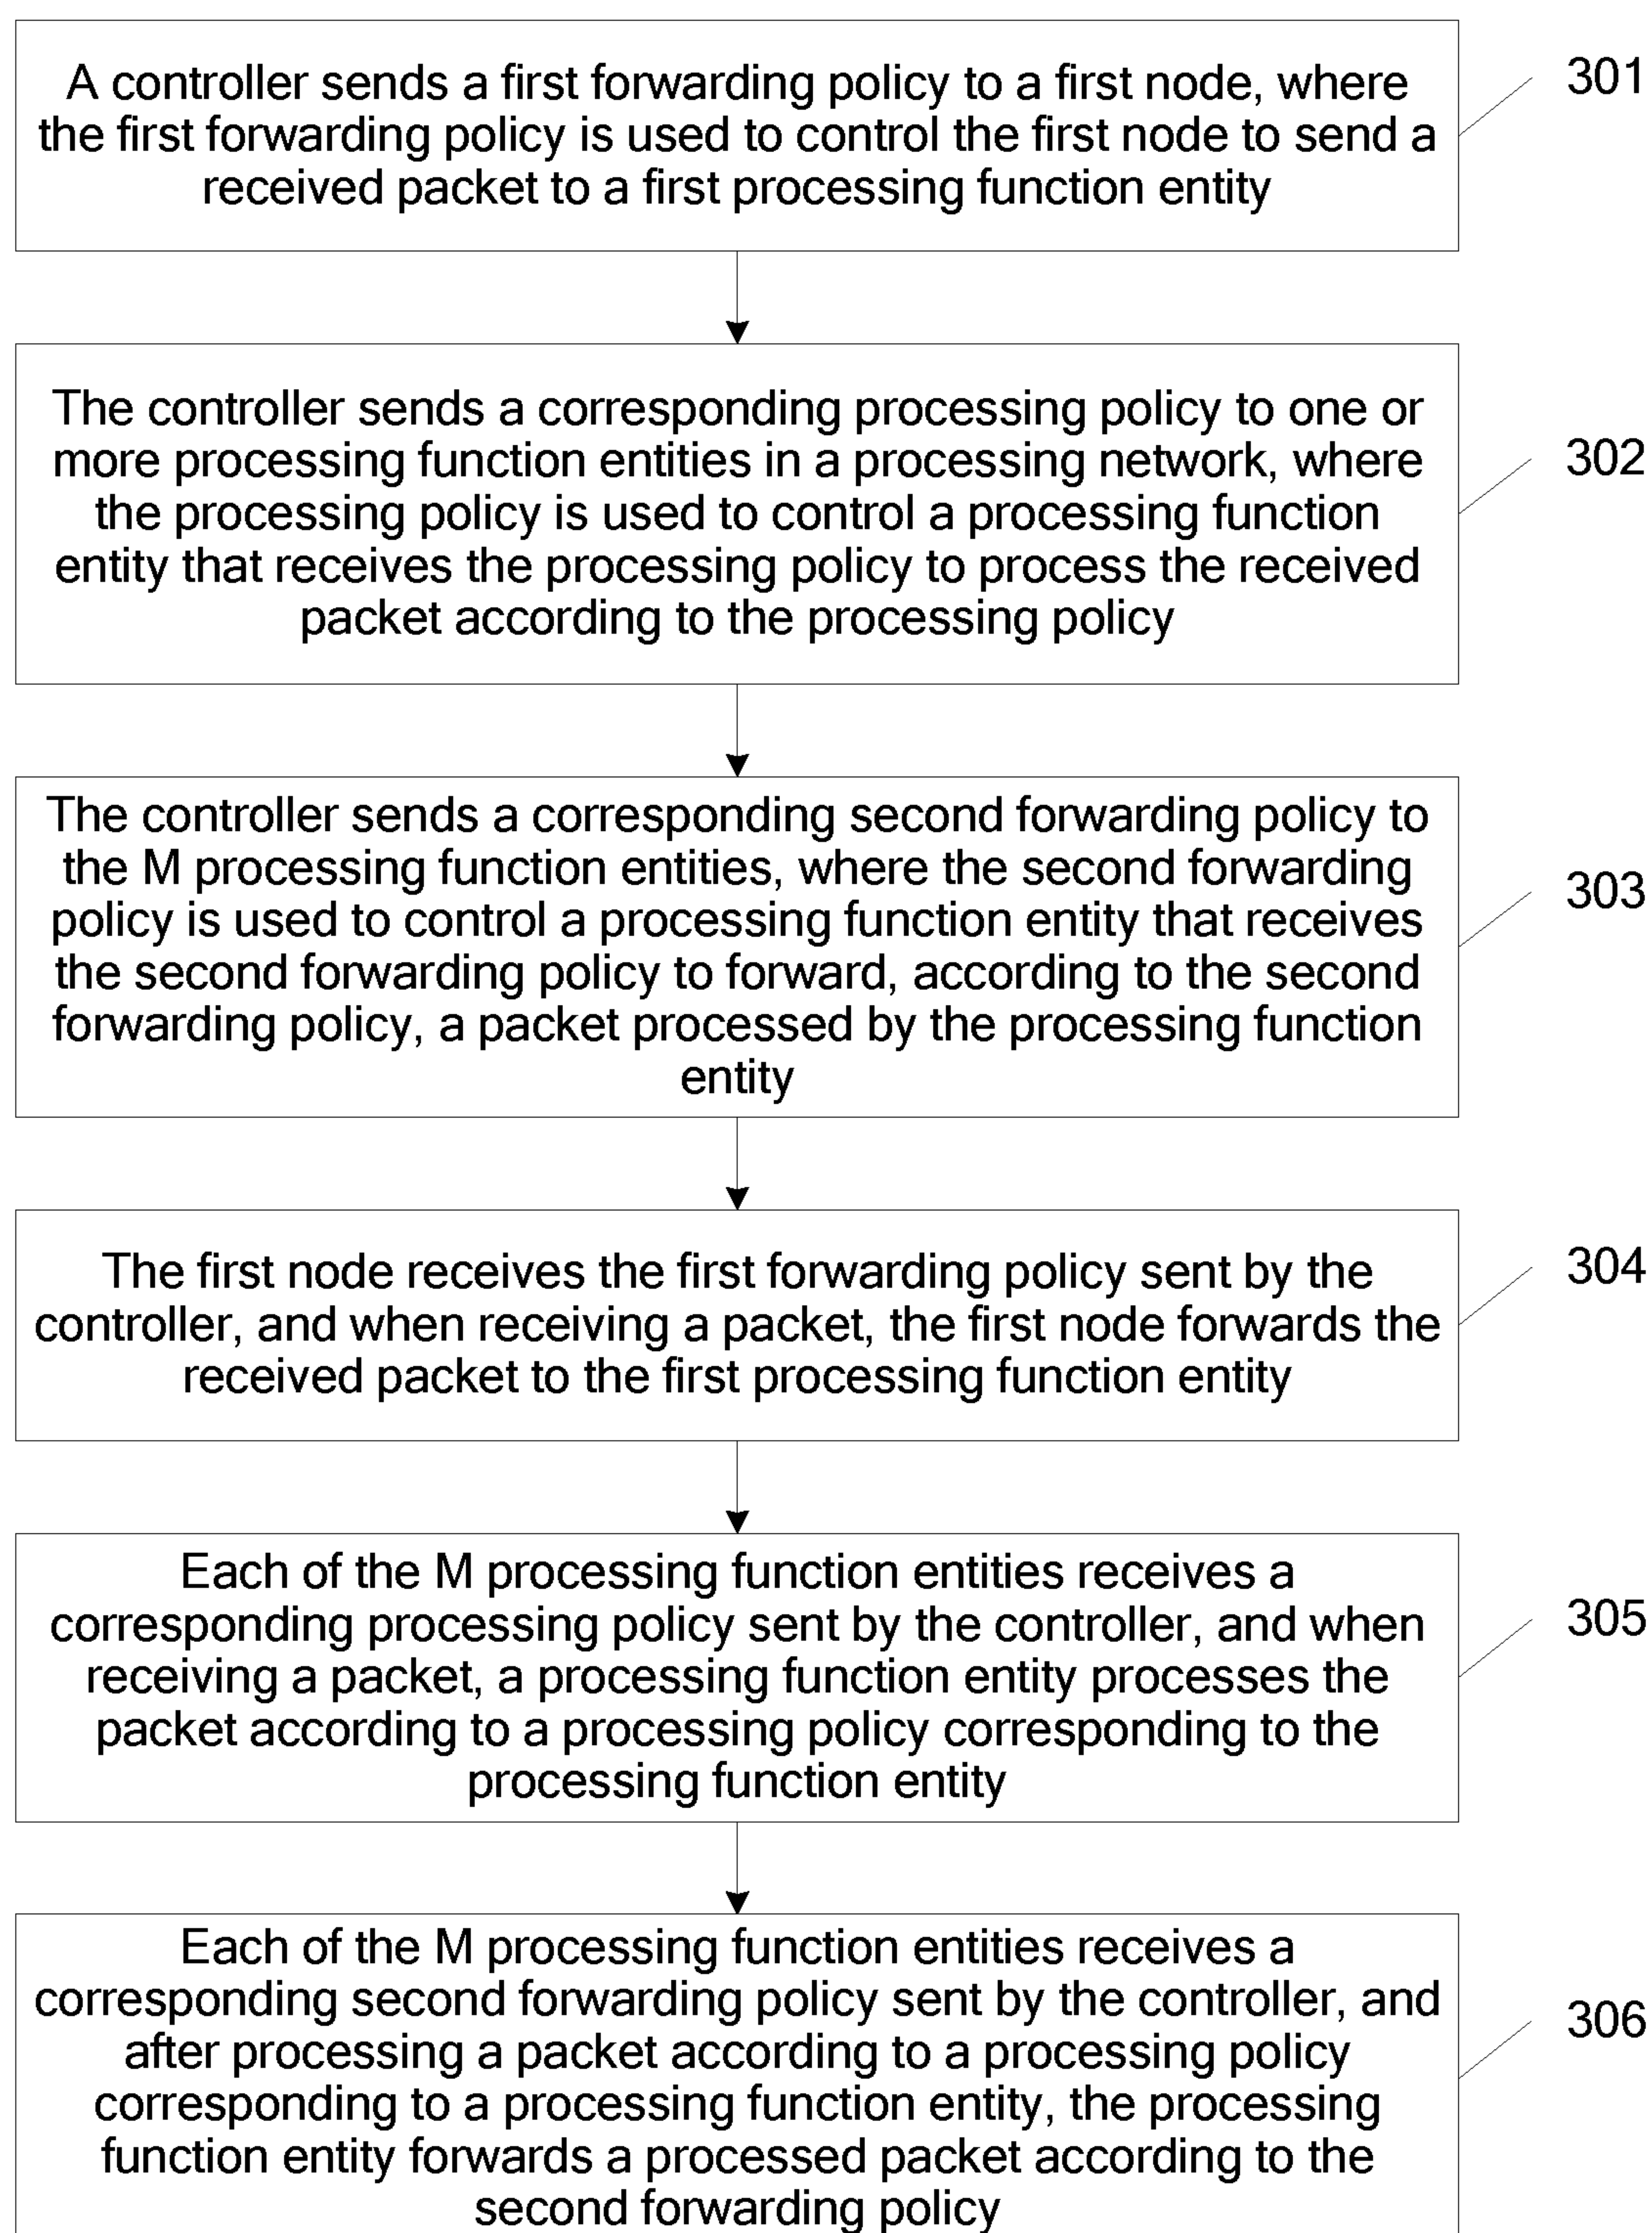 A controller sends a first forwarding policy to a first node, where
the first forwarding policy is used to control the first node to send a
received packet to a first processing function entity
301
The controller sends a corresponding processing policy to one or
more processing function entities in a processing network, where
the processing policy is used to control a processing function
entity that receives the processing policy to process the received
packet according to the processing policy
302
The controller sends a corresponding second forwarding policy to
the M processing function entities, where the second forwarding
policy is used to control a processing function entity that receives
the second forwarding policy to forward, according to the second
forwarding policy, a packet processed by the processing function
entity
303
The first node receives the first forwarding policy sent by the
controller, and when receiving a packet, the first node forwards the
received packet to the first processing function entity
304
Each of the M processing function entities receives a
corresponding processing policy sent by the controller, and when
receiving a packet, a processing function entity processes the
packet according to a processing policy corresponding to the
processing function entity
305
Each of the M processing function entities receives a
corresponding second forwarding policy sent by the controller, and
after processing a packet according to a processing policy
corresponding to a processing function entity, the processing
function entity forwards a processed packet according to the
second forwarding policy
306